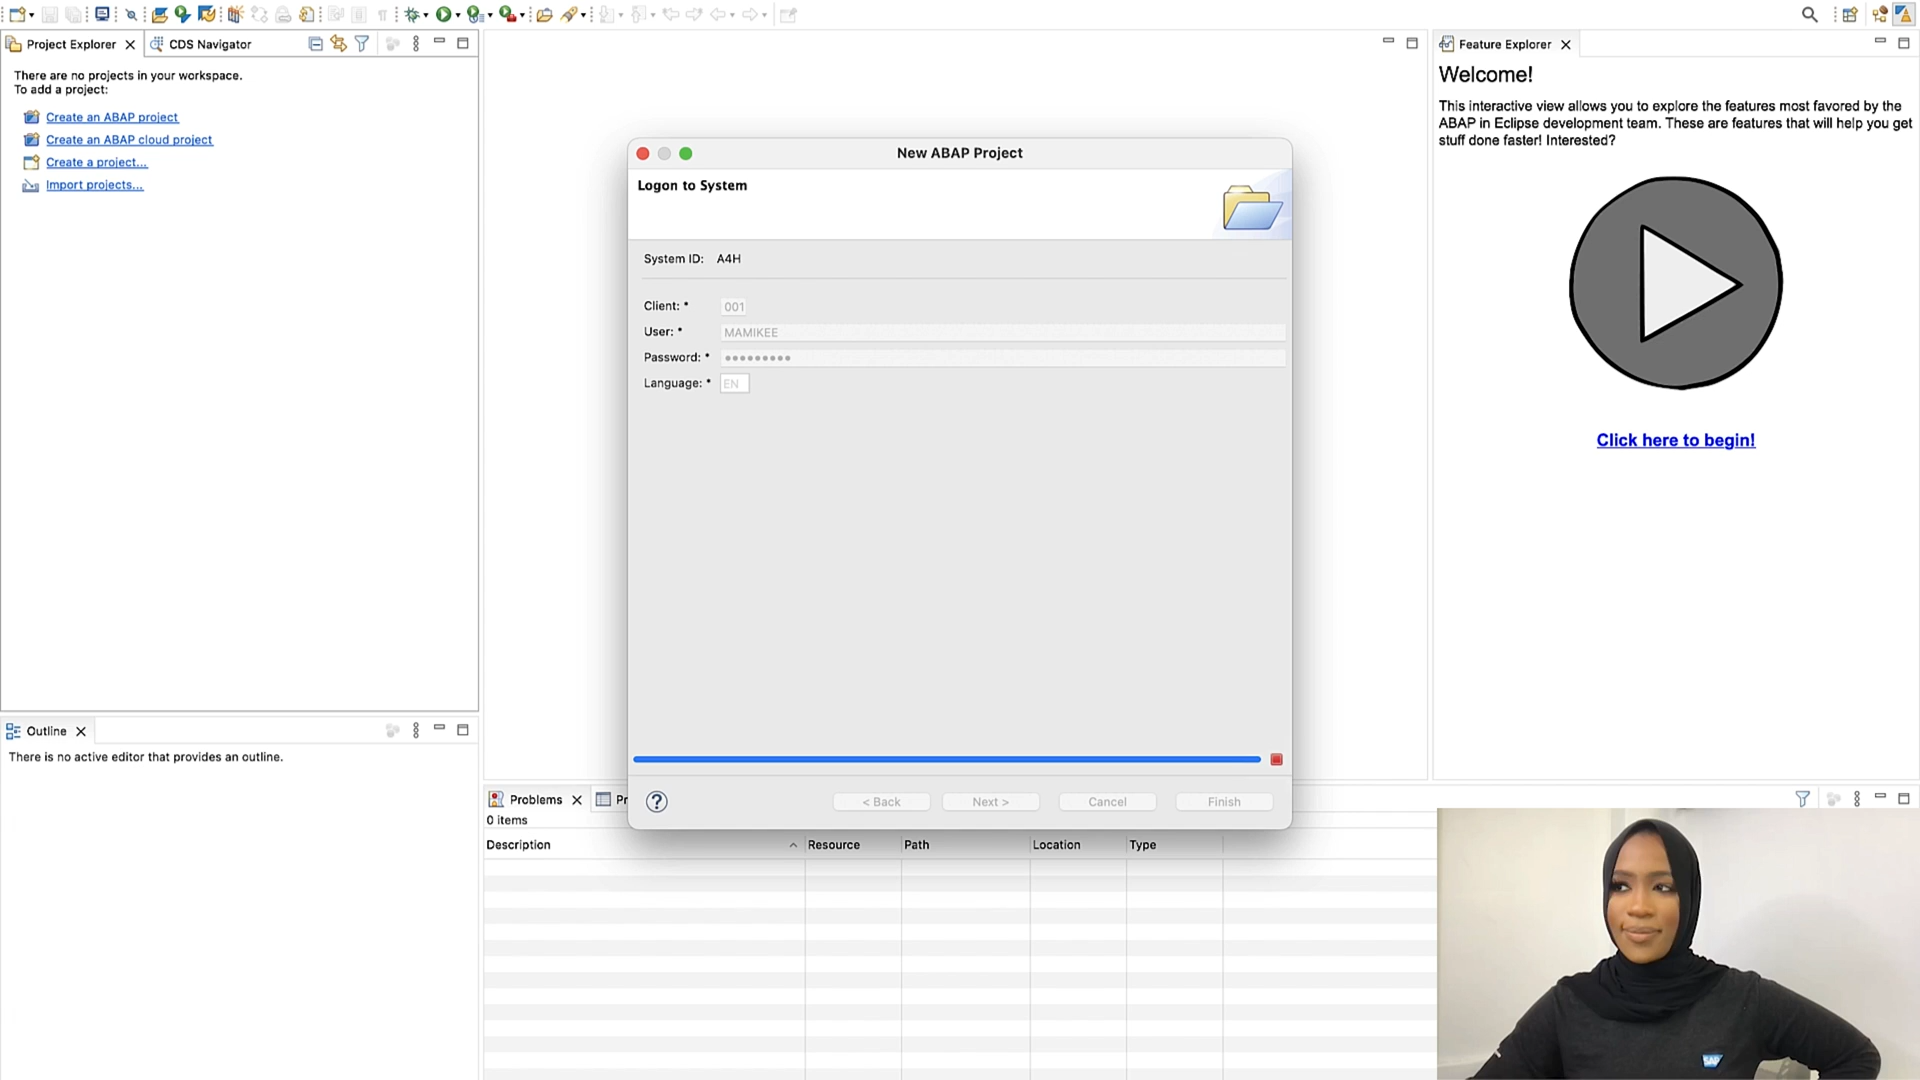 Project Explorer
CDS Navigator
There are no projects in your workspace.
To add a project:
Create an ABAP project
Create an ABAP cloud project
Create a project...
Import projects...
New ABAP Project
Logon to System
System ID: A4H
Client: * 001
User: * MAMIKEE
Password: * •••••••••
Language: * EN
< Back
Next >
Cancel
Finish
Feature Explorer
Welcome!
This interactive view allows you to explore the features most favored by the
ABAP in Eclipse development team. These are features that will help you get
stuff done faster! Interested?
Click here to begin!
Outline
There is no active editor that provides an outline.
Problems
Pr
0 items
Description Resource Path Location Type
SAP